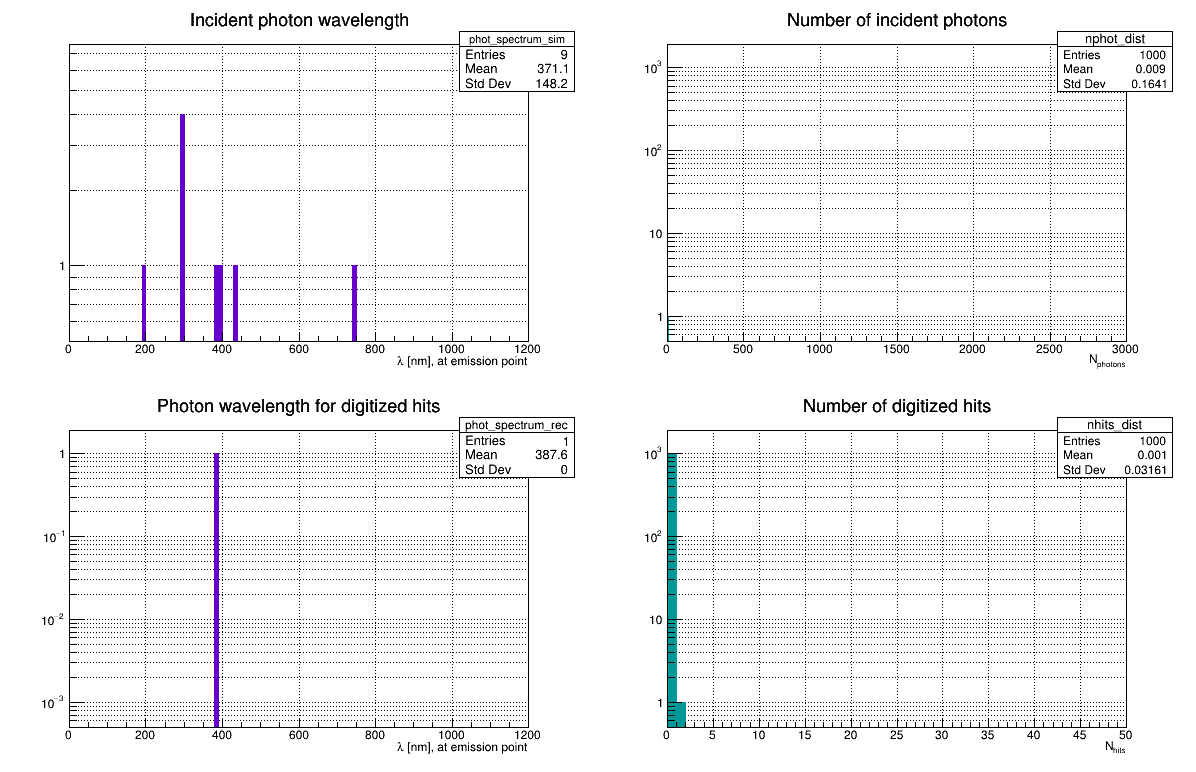 Incident photon wavelength
phot_spectrum_sim
Entries 9
Mean 371.1
Std Dev 148.2
1
0 200 400 600 800 1000 1200
λ [nm], at emission point
Number of incident photons
nphot_dist
Entries 1000
Mean 0.009
Std Dev 0.1641
10³
10²
10
1
0 500 1000 1500 2000 2500 3000
N_photons
Photon wavelength for digitized hits
phot_spectrum_rec
Entries 1
Mean 387.6
Std Dev 0
1
10⁻¹
10⁻²
10⁻³
0 200 400 600 800 1000 1200
λ [nm], at emission point
Number of digitized hits
nhits_dist
Entries 1000
Mean 0.001
Std Dev 0.03161
10³
10²
10
1
0 5 10 15 20 25 30 35 40 45 50
N_hits